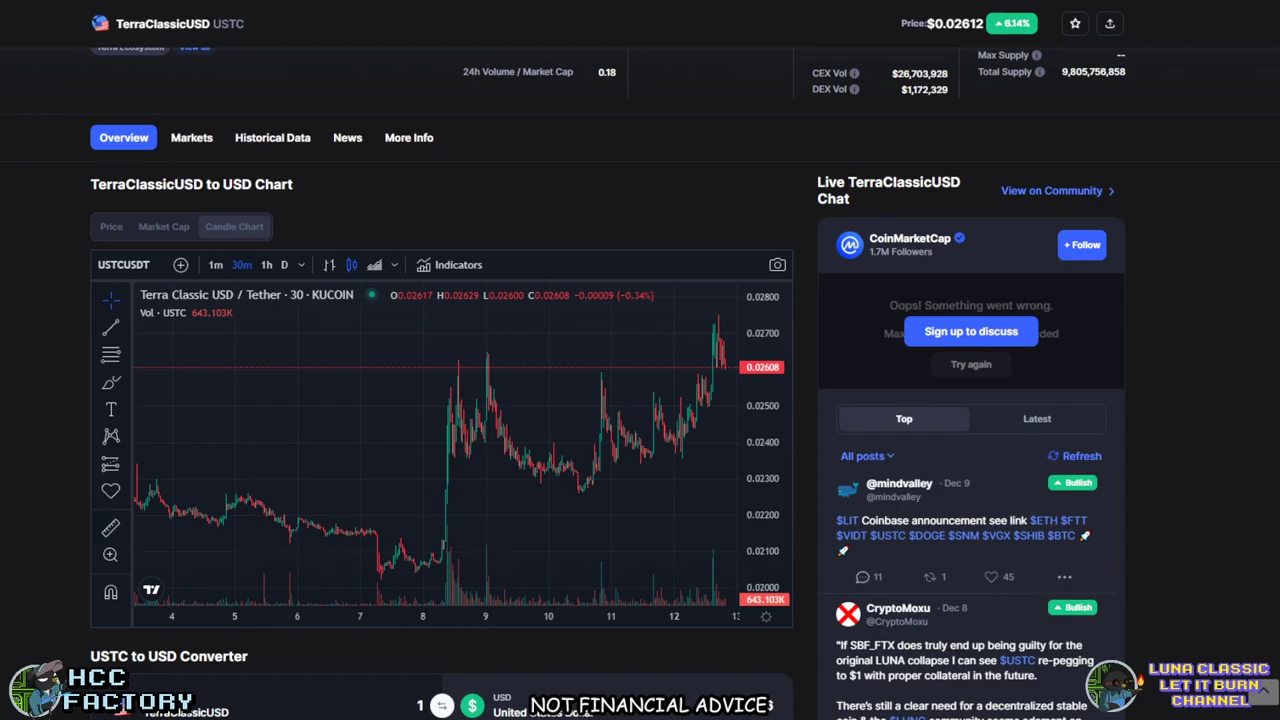 TerraClassicUSD USTC
Price:$0.02612 6.14%
Terra Ecosystem View all
Max Supply --
24h Volume / Market Cap 0.18
CEX Vol $26,703,928
Total Supply 9,805,756,858
DEX Vol $1,172,329
Overview Markets Historical Data News More Info
TerraClassicUSD to USD Chart
Price Market Cap Candle Chart
USTCUSDT 1m 30m 1h D Indicators
Terra Classic USD / Tether · 30 · KUCOIN O0.02617 H0.02629 L0.02600 C0.02608 -0.00009 (-0.34%)
Vol · USTC 643.103K
0.02800
0.02700
0.02608
0.02500
0.02400
0.02300
0.02200
0.02100
0.02000
643.103K
4 5 6 7 8 9 10 11 12 13
USTC to USD Converter
TerraClassicUSD 1 USD
United States Dollar
Live TerraClassicUSD
Chat
View on Community
CoinMarketCap
1.7M Followers
+ Follow
Oops! Something went wrong.
Sign up to discuss
Try again
Top Latest
All posts Refresh
@mindvalley · Dec 9 Bullish
@mindvalley
$LIT Coinbase announcement see link $ETH $FTT
$VIDT $USTC $DOGE $SNM $VGX $SHIB $BTC
11 1 45
CryptoMoxu · Dec 8 Bullish
@CryptoMoxu
"If SBF_FTX does truly end up being guilty for the
original LUNA collapse I can see $USTC re-pegging
to $1 with proper collateral in the future.
There's still a clear need for a decentralized stable
HCC
FACTORY
NOT FINANCIAL ADVICE
LUNA CLASSIC
LET IT BURN
CHANNEL